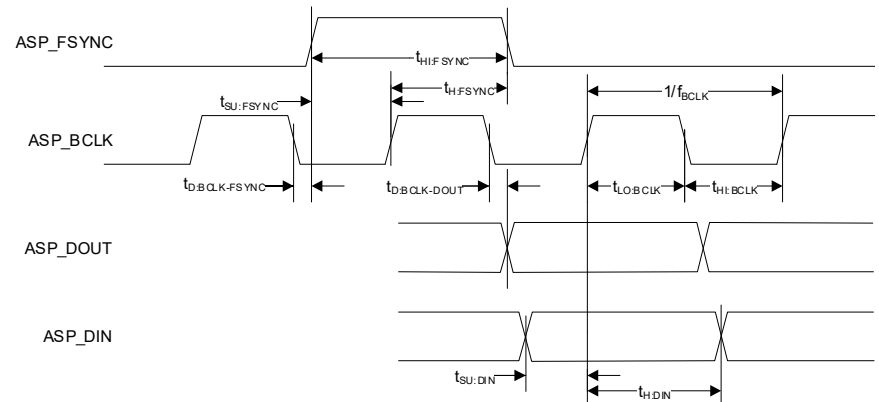 ASP_FSYNC
tHI:FSYNC
tH:FSYNC
tSU:FSYNC
1/fBCLK
ASP_BCLK
tD:BCLK-FSYNC
tD:BCLK-DOUT
tLO:BCLK
tHI:BCLK
ASP_DOUT
ASP_DIN
tSU:DIN
tH:DIN